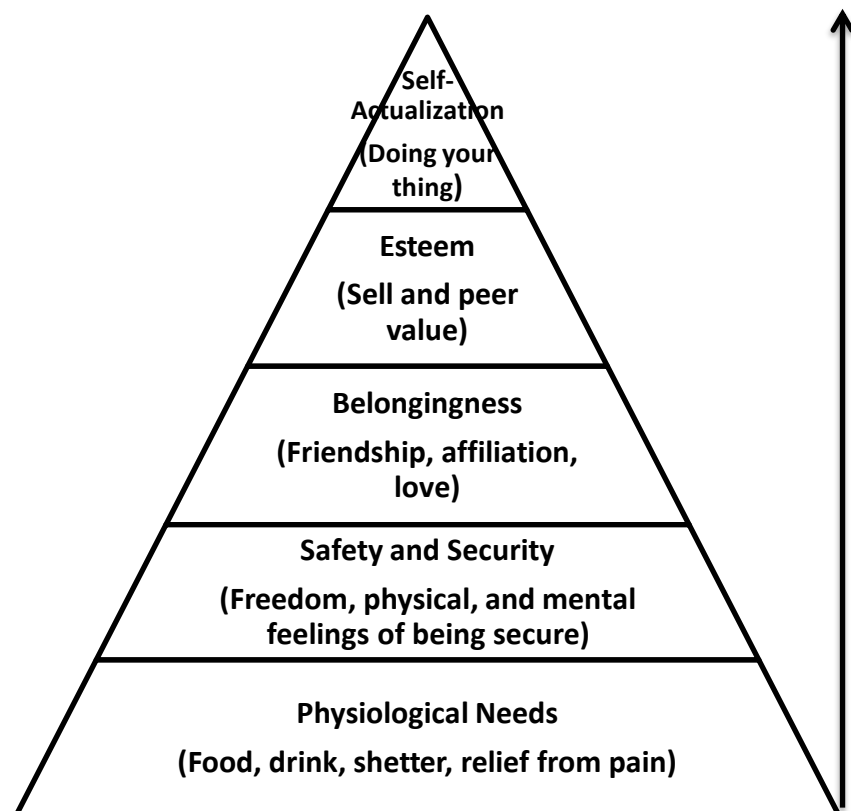 Self-
Actualization
(Doing your
thing)
Esteem
(Sell and peer
value)
Belongingness
(Friendship, affiliation,
love)
Safety and Security
(Freedom, physical, and mental
feelings of being secure)
Physiological Needs
(Food, drink, shetter, relief from pain)